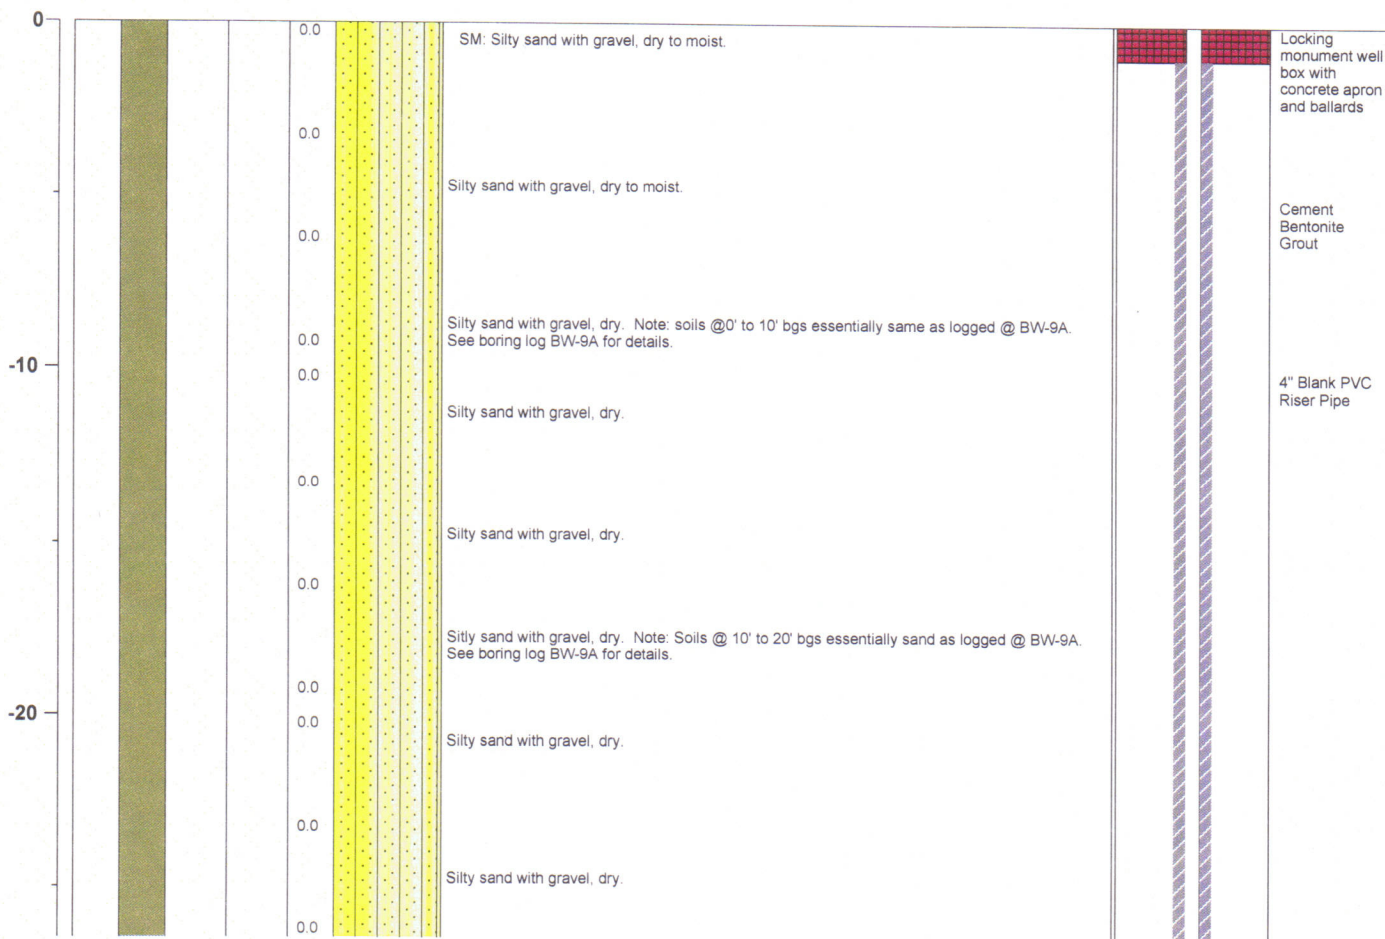 0
0.0
SM: Silty sand with gravel, dry to moist.
Locking
monument well
box with
concrete apron
and ballards
0.0
Silty sand with gravel, dry to moist.
Cement
Bentonite
Grout
0.0
Silty sand with gravel, dry. Note: soils @0' to 10' bgs essentially same as logged @ BW-9A.
See boring log BW-9A for details.
0.0
-10
0.0
4" Blank PVC
Riser Pipe
Silty sand with gravel, dry.
0.0
Silty sand with gravel, dry.
0.0
Sitly sand with gravel, dry. Note: Soils @ 10' to 20' bgs essentially sand as logged @ BW-9A.
See boring log BW-9A for details.
0.0
-20
0.0
Silty sand with gravel, dry.
0.0
Silty sand with gravel, dry.
0.0